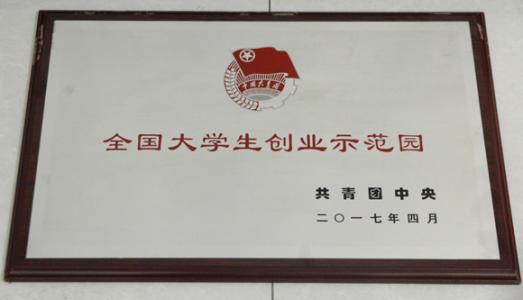 中国共青团
全国大学生创业示范园
共青团中央
二〇一七年四月